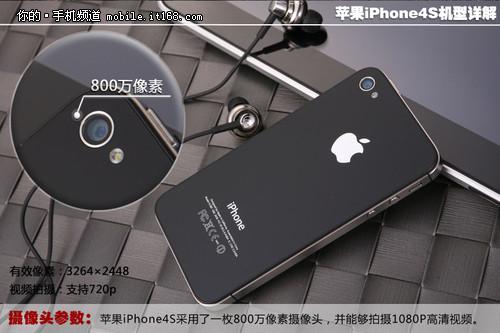 你的·手机频道 mobile.it168.com
苹果iPhone4S机型详解
800万像素
iPhone
有效像素：3264×2448
视频拍摄：支持720p
摄像头参数：苹果iPhone4S采用了一枚800万像素摄像头，并能够拍摄1080P高清视频。